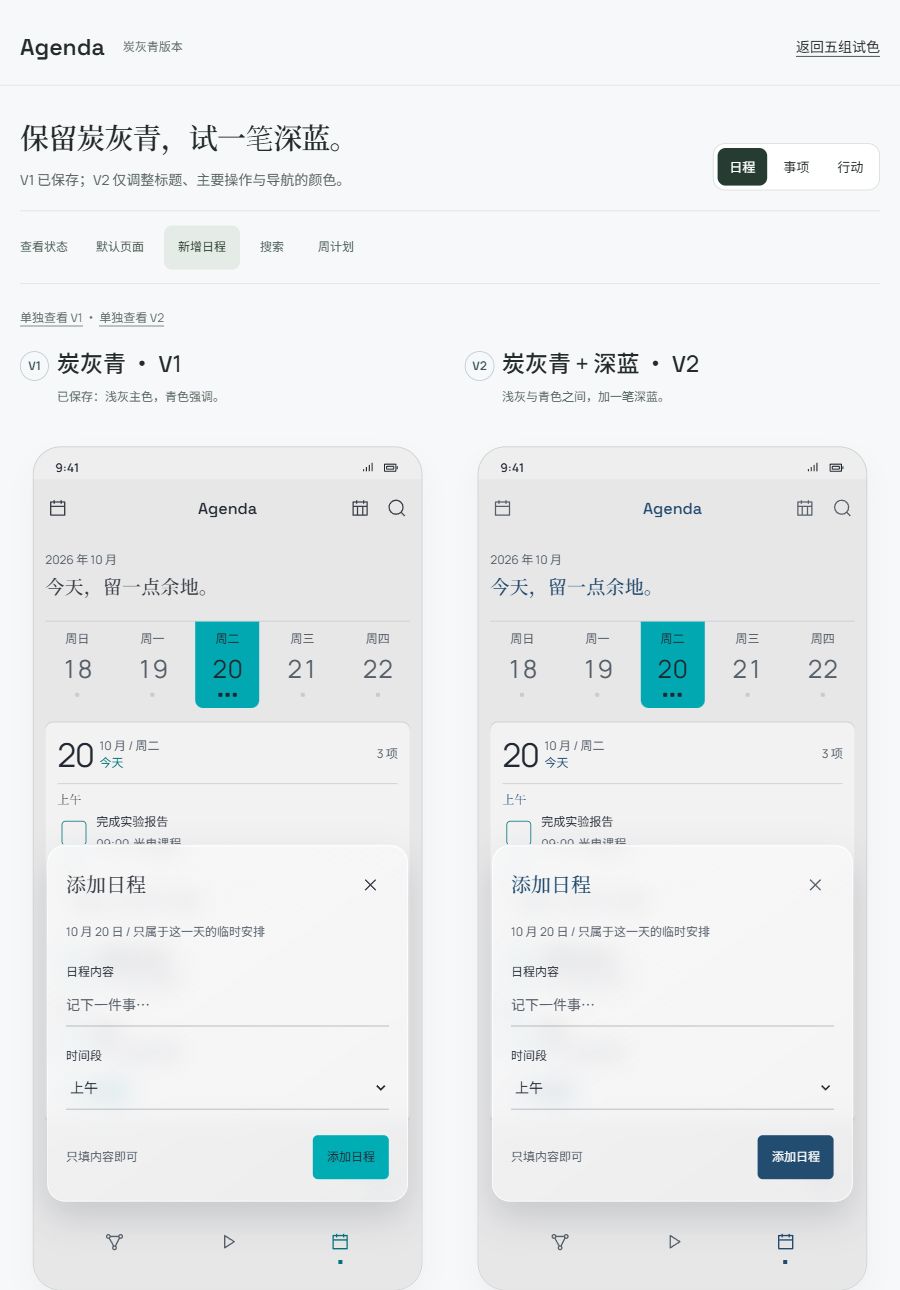 Agenda 炭灰青版本 返回五组试色
保留炭灰青，试一笔深蓝。
V1 已保存；V2 仅调整标题、主要操作与导航的颜色。
日程 事项 行动
查看状态 默认页面 新增日程 搜索 周计划
单独查看 V1 · 单独查看 V2
V1 炭灰青 · V1
已保存：浅灰主色，青色强调。
9:41
Agenda
2026 年 10 月
今天，留一点余地。
周日 周一 周二 周三 周四
18 19 20 21 22
20 10 月 / 周二 3 项
今天
上午
完成实验报告
09:00 光电课程
添加日程
10 月 20 日 / 只属于这一天的临时安排
日程内容
记下一件事…
时间段
上午
只填内容即可 添加日程
V2 炭灰青 + 深蓝 · V2
浅灰与青色之间，加一笔深蓝。
9:41
Agenda
2026 年 10 月
今天，留一点余地。
周日 周一 周二 周三 周四
18 19 20 21 22
20 10 月 / 周二 3 项
今天
上午
完成实验报告
09:00 光电课程
添加日程
10 月 20 日 / 只属于这一天的临时安排
日程内容
记下一件事…
时间段
上午
只填内容即可 添加日程